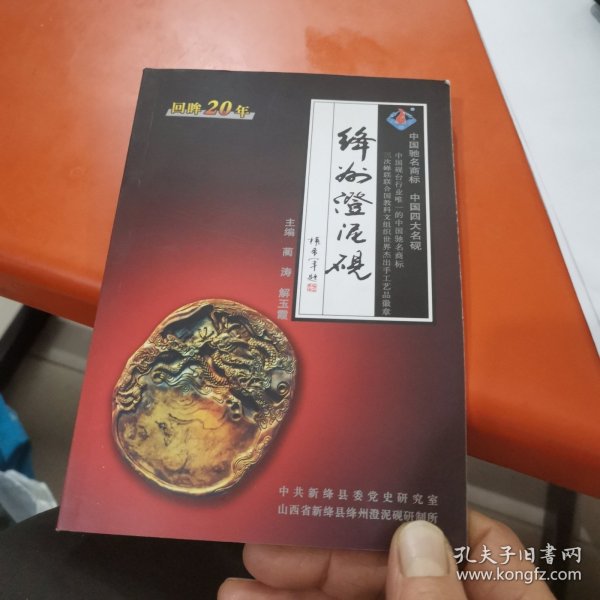 回眸20年
中国驰名商标 中国四大名砚
中国砚台行业唯一的中国驰名商标
三次蝉联联合国教科文组织世界杰出手工艺品徽章
绛州澄泥砚
主编 蔺涛 解玉霞
中共新绛县委党史研究室
山西省新绛县绛州澄泥砚研制所
孔夫子旧书网
www.kongfz.com